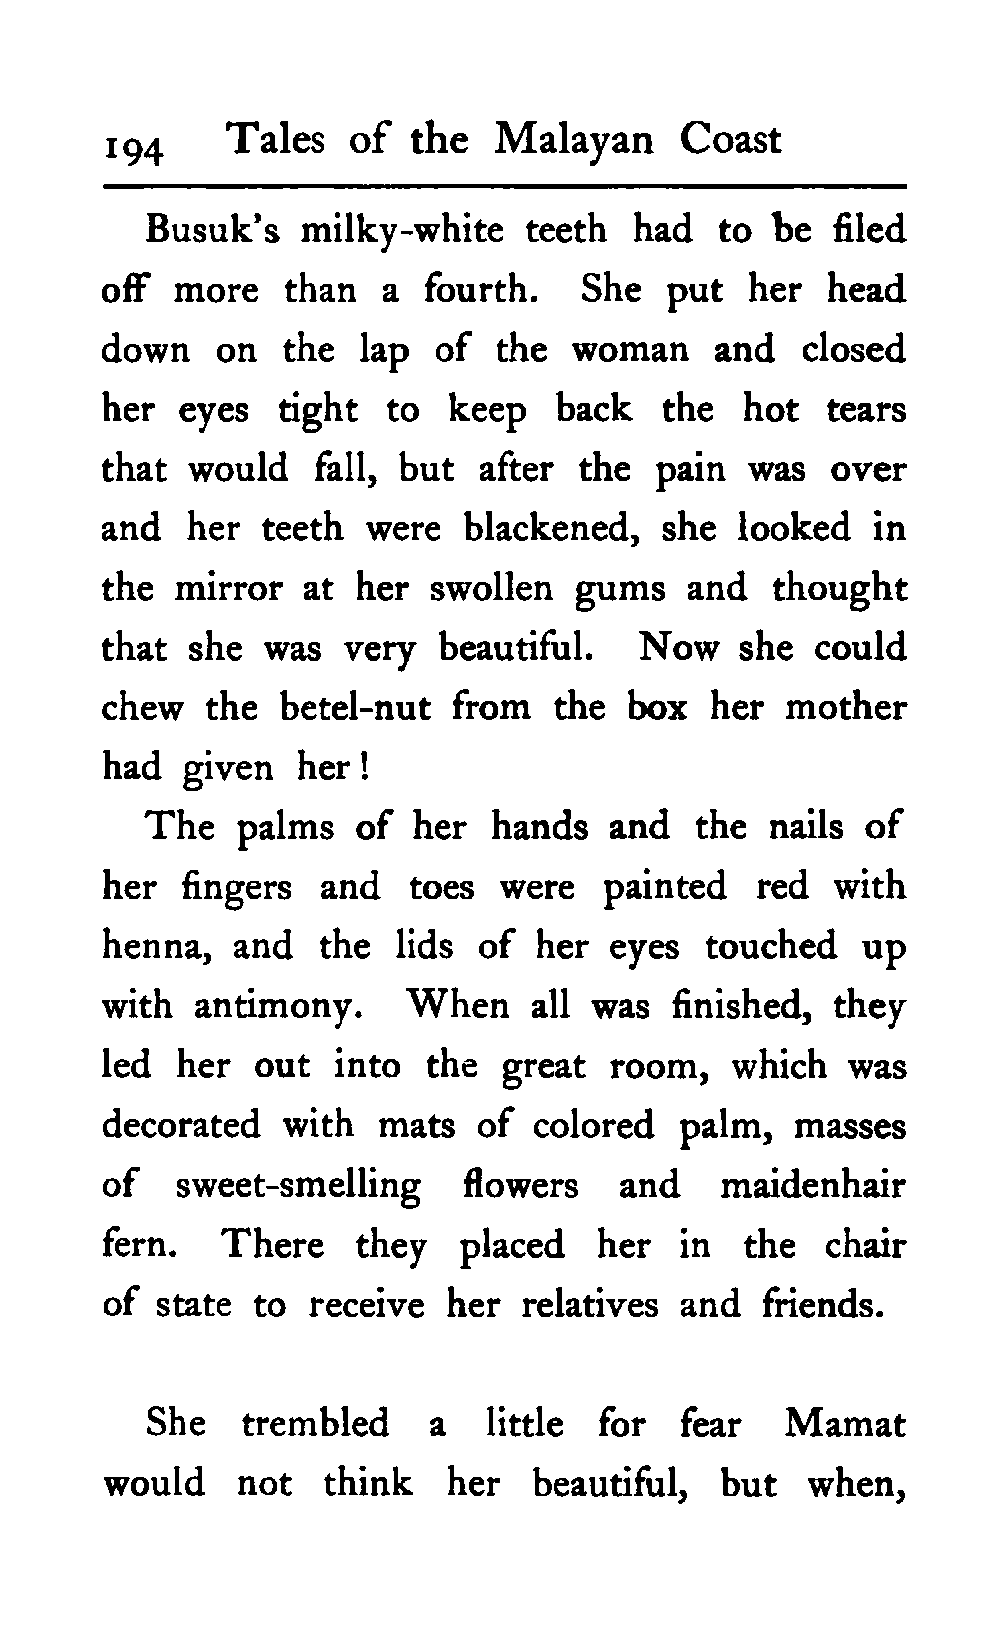 194 Tales of the Malayan Coast
Busuk's milky-white teeth had to be filed
off more than a fourth. She put her head
down on the lap of the woman and closed
her eyes tight to keep back the hot tears
that would fall, but after the pain was over
and her teeth were blackened, she looked in
the mirror at her swollen gums and thought
that she was very beautiful. Now she could
chew the betel-nut from the box her mother
had given her!
The palms of her hands and the nails of
her fingers and toes were painted red with
henna, and the lids of her eyes touched up
with antimony. When all was finished, they
led her out into the great room, which was
decorated with mats of colored palm, masses
of sweet-smelling flowers and maidenhair
fern. There they placed her in the chair
of state to receive her relatives and friends.
She trembled a little for fear Mamat
would not think her beautiful, but when,